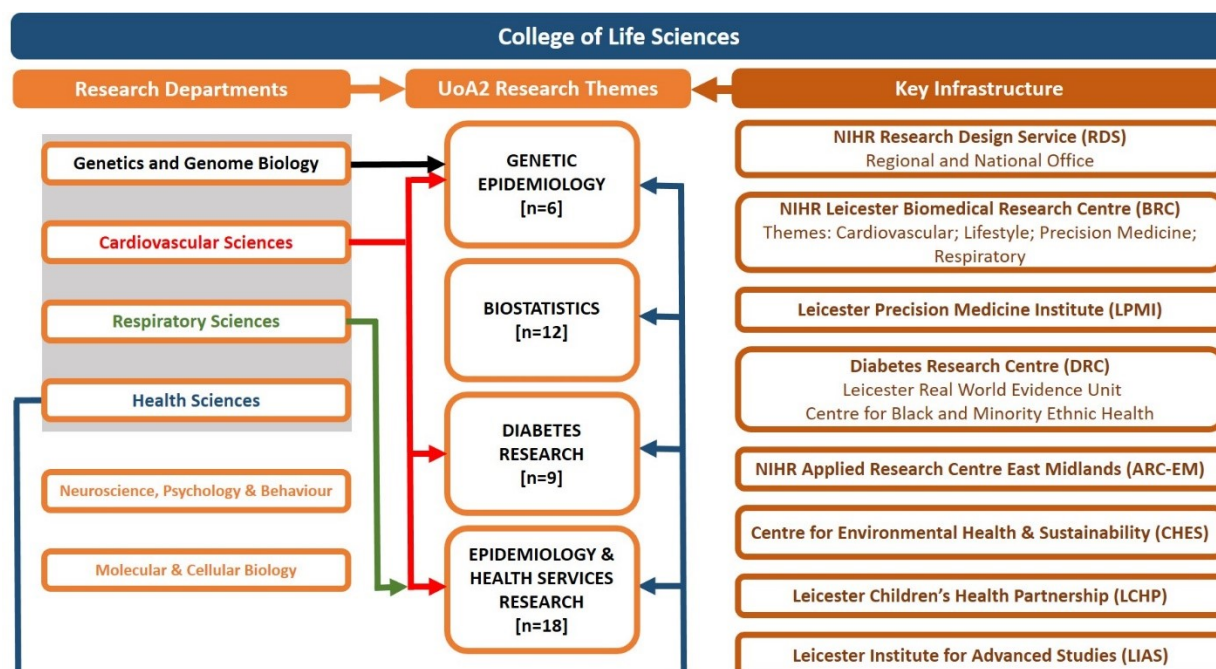 College of Life Sciences
Research Departments
UoA2 Research Themes
Key Infrastructure
Genetics and Genome Biology
Cardiovascular Sciences
Respiratory Sciences
Health Sciences
Neuroscience, Psychology & Behaviour
Molecular & Cellular Biology
GENETIC
EPIDEMIOLOGY
[n=6]
BIOSTATISTICS
[n=12]
DIABETES
RESEARCH
[n=9]
EPIDEMIOLOGY &
HEALTH SERVICES
RESEARCH
[n=18]
NIHR Research Design Service (RDS)
Regional and National Office
NIHR Leicester Biomedical Research Centre (BRC)
Themes: Cardiovascular; Lifestyle; Precision Medicine;
Respiratory
Leicester Precision Medicine Institute (LPMI)
Diabetes Research Centre (DRC)
Leicester Real World Evidence Unit
Centre for Black and Minority Ethnic Health
NIHR Applied Research Centre East Midlands (ARC-EM)
Centre for Environmental Health & Sustainability (CHES)
Leicester Children’s Health Partnership (LCHP)
Leicester Institute for Advanced Studies (LIAS)